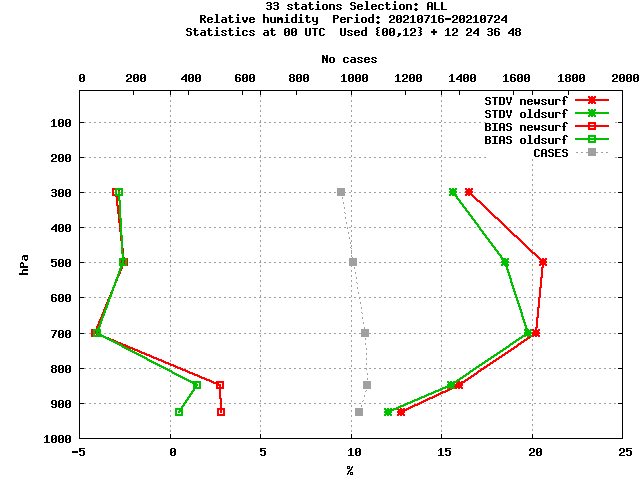 33 stations Selection: ALL
Relative humidity  Period: 20210716-20210724
Statistics at 00 UTC  Used {00,12} + 12 24 36 48
No cases
0 200 400 600 800 1000 1200 1400 1600 1800 2000
STDV newsurf
STDV oldsurf
BIAS newsurf
BIAS oldsurf
CASES
100
200
300
400
500
600
700
800
900
1000
hPa
-5 0 5 10 15 20 25
%